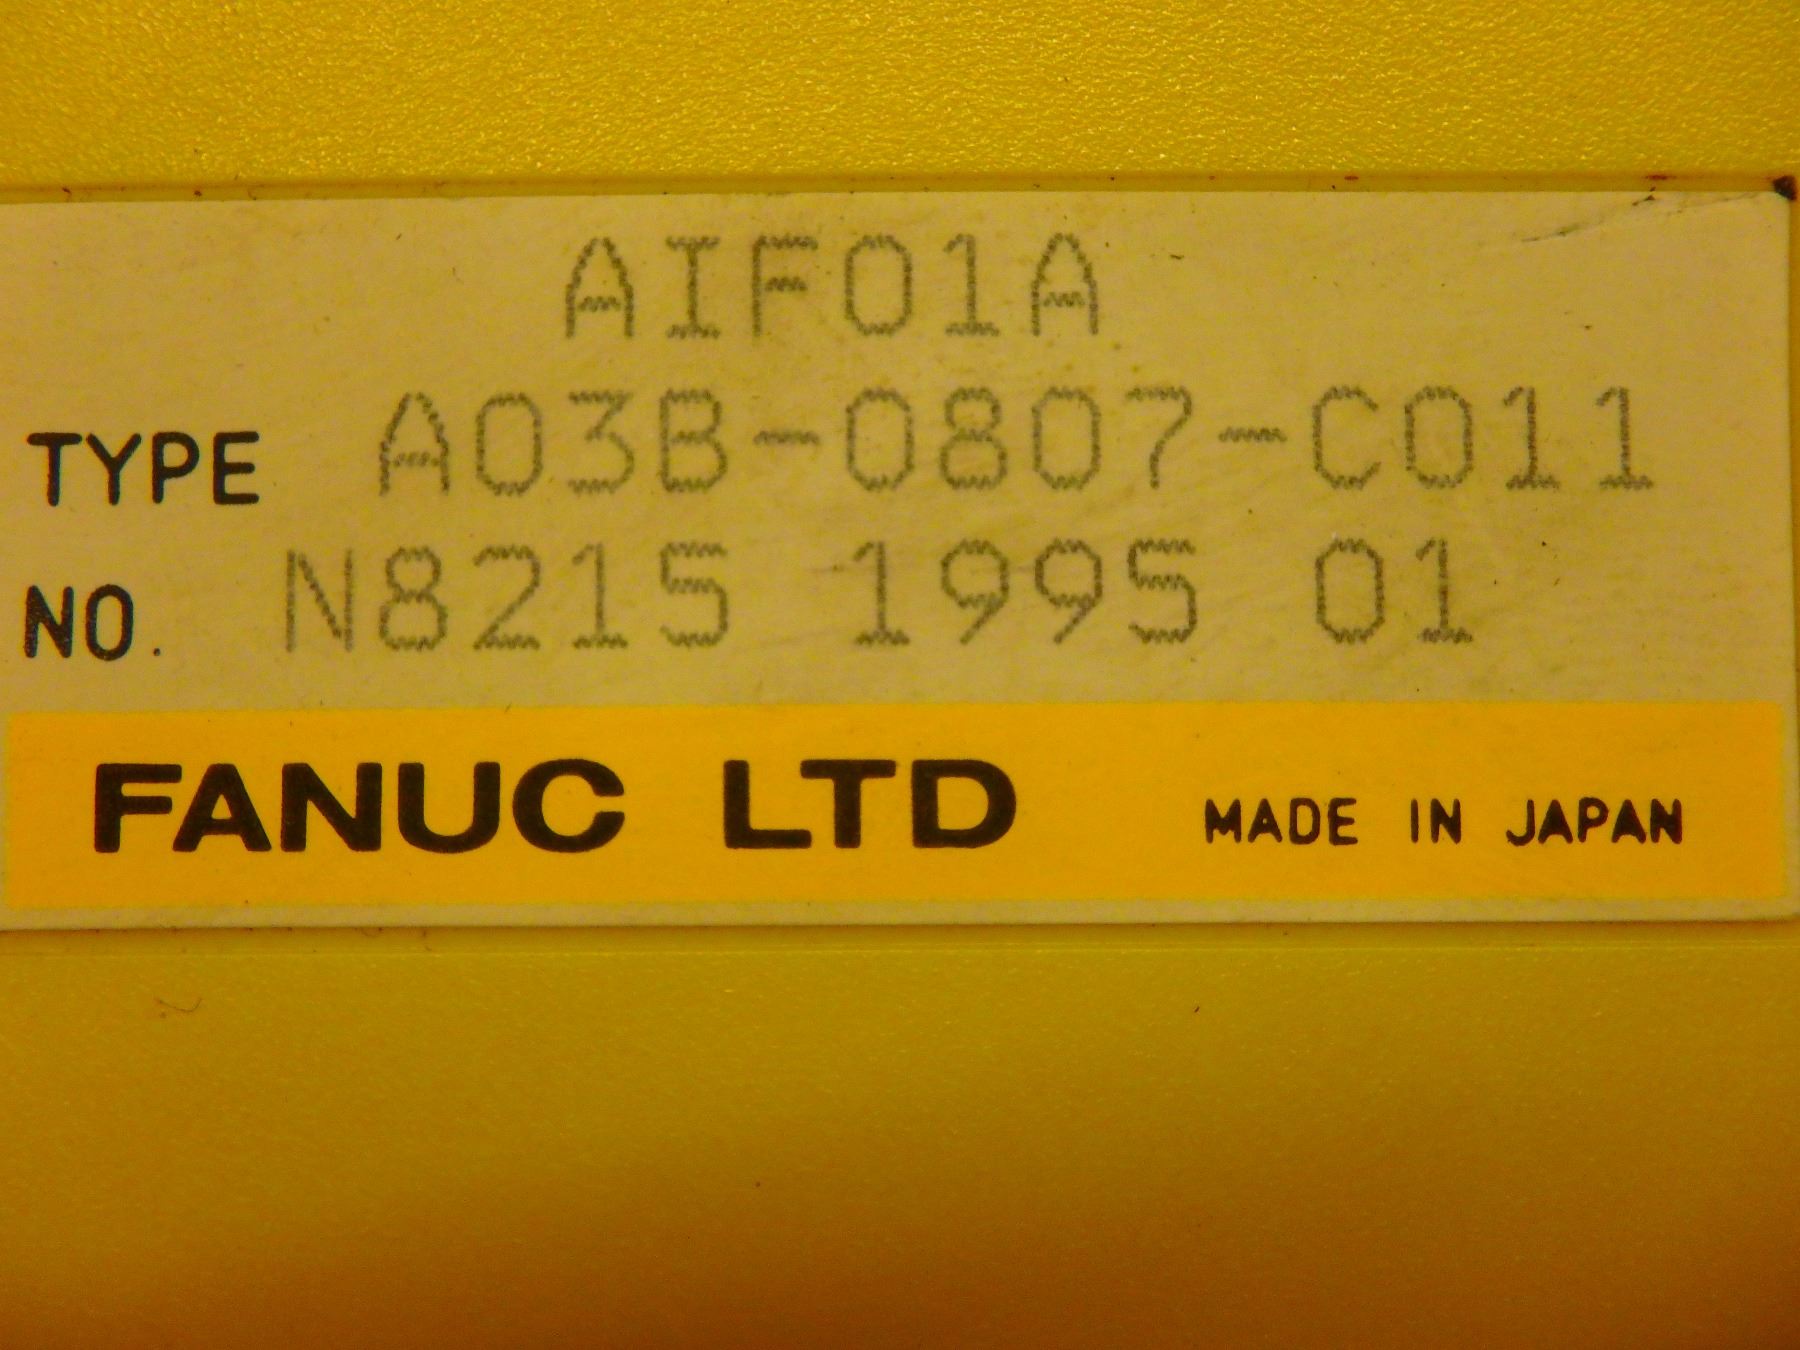 AIF01A
TYPE A03B-0807-C011
NO. N8215 1995 01
FANUC LTD MADE IN JAPAN